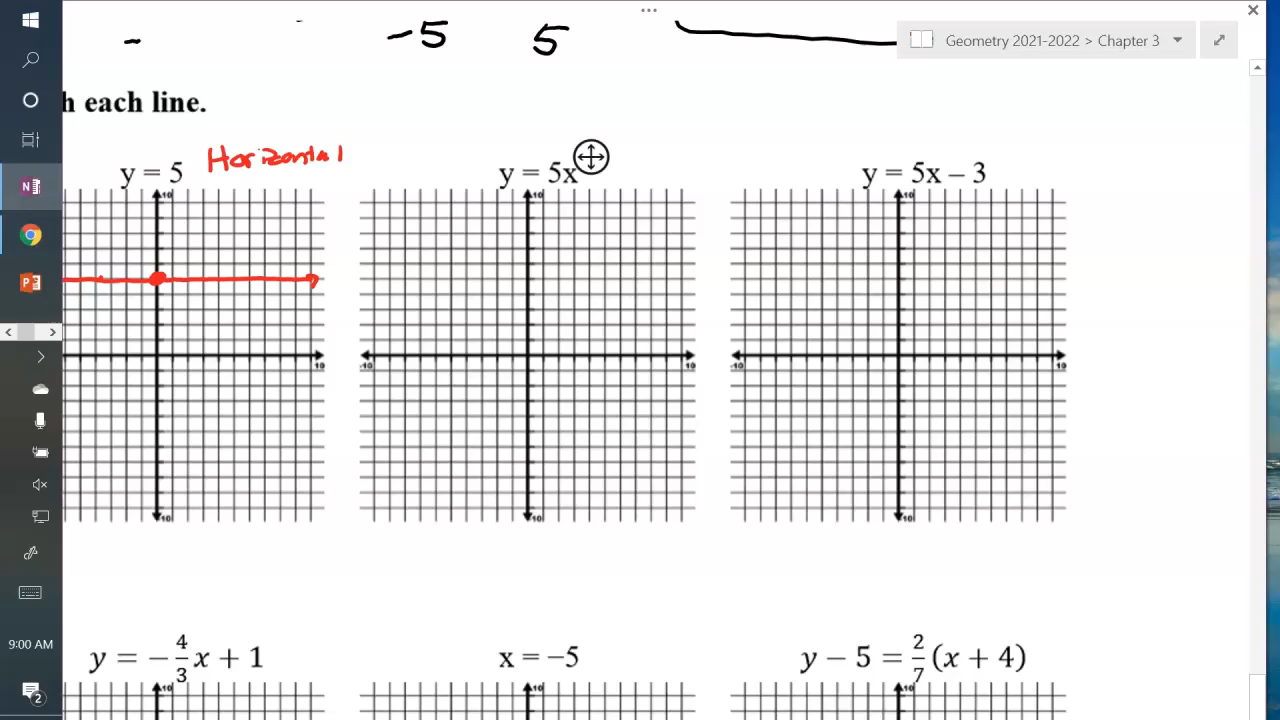 - -5 5
Geometry 2021-2022 > Chapter 3
h each line.
Horizontal
y = 5 y = 5x y = 5x – 3
10 10 10
10 -10 10 -10 10
10 10
9:00 AM
y = −4/3 x + 1 x = −5 y − 5 = 2/7 (x + 4)
10 10 10
2